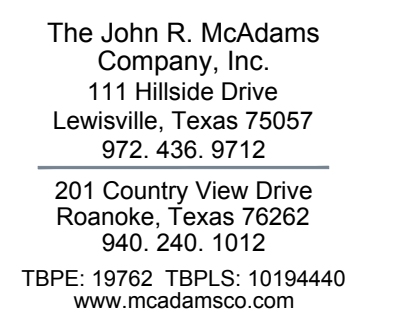 The John R. McAdams
Company, Inc.
111 Hillside Drive
Lewisville, Texas 75057
972. 436. 9712
201 Country View Drive
Roanoke, Texas 76262
940. 240. 1012
TBPE: 19762 TBPLS: 10194440
www.mcadamsco.com